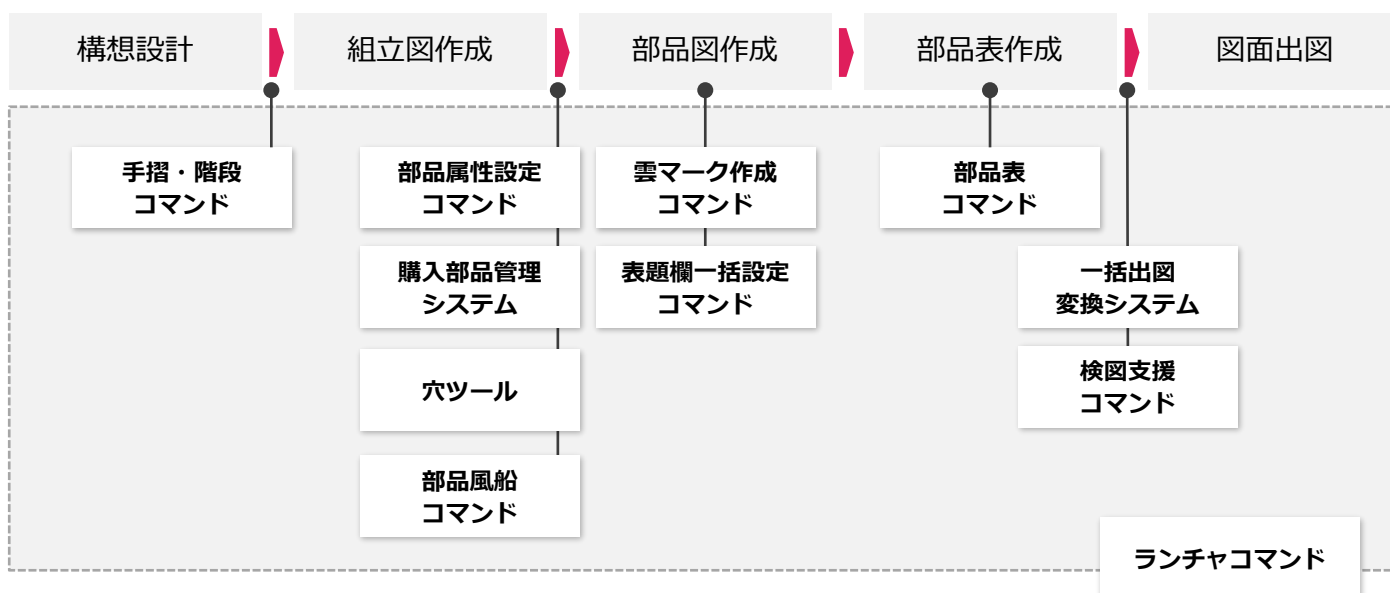 構想設計
組立図作成
部品図作成
部品表作成
図面出図
手摺・階段
コマンド
部品属性設定
コマンド
購入部品管理
システム
穴ツール
部品風船
コマンド
雲マーク作成
コマンド
表題欄一括設定
コマンド
部品表
コマンド
一括出図
変換システム
検図支援
コマンド
ランチャコマンド